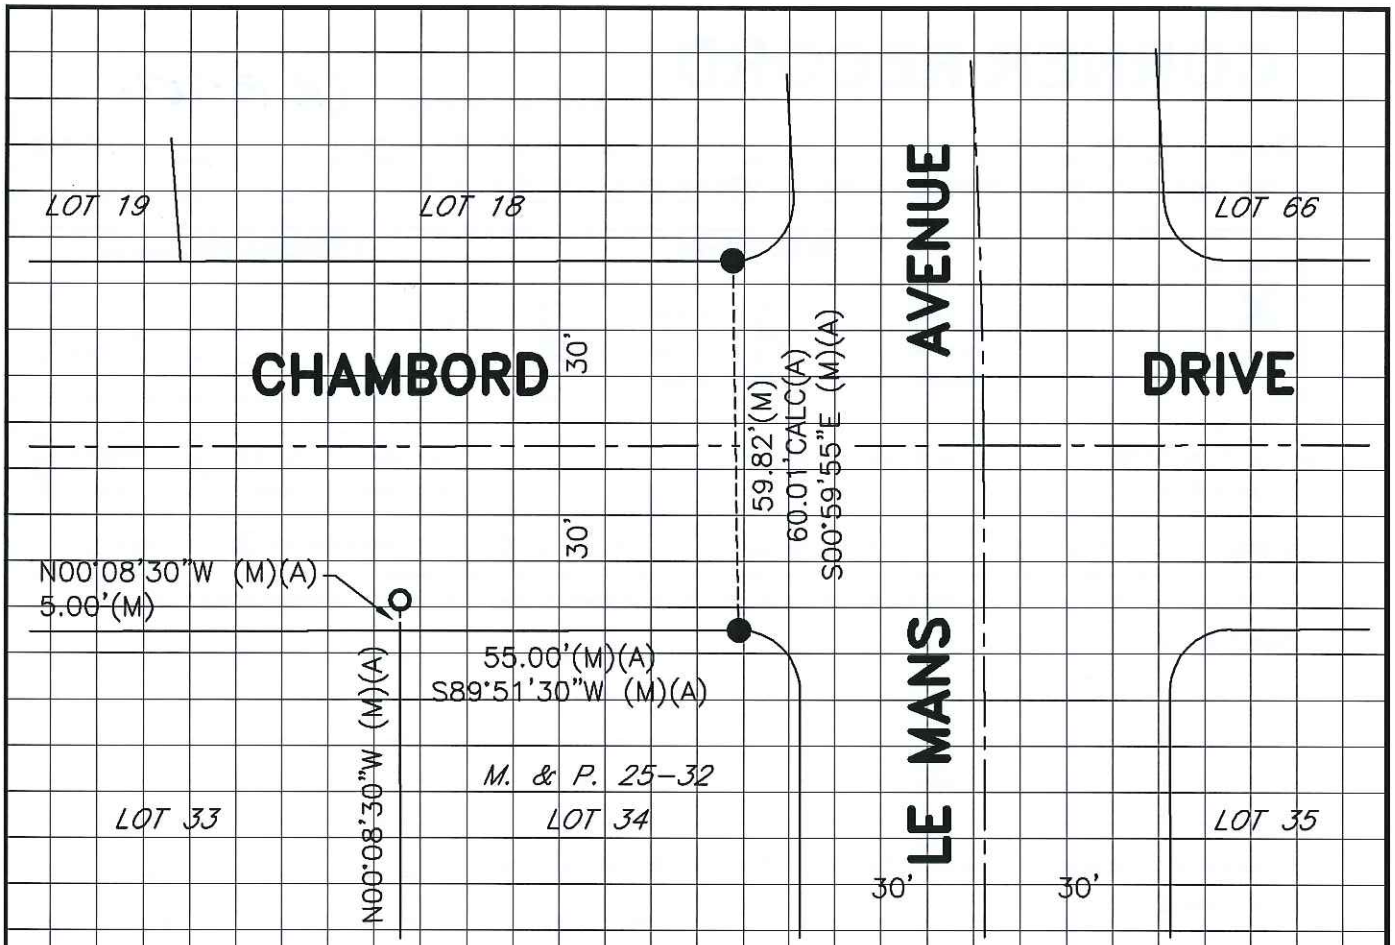 LOT 19
LOT 18
LOT 66
AVENUE
CHAMBORD
30'
DRIVE
59.82'(M)
60.01'CALC(A)
S00°59'55"E (M)(A)
30'
N00°08'30"W (M)(A)
5.00'(M)
55.00'(M)(A)
S89°51'30"W (M)(A)
N00°08'30"W (M)(A)
LE MANS
M. & P. 25-32
LOT 33
LOT 34
LOT 35
30'
30'